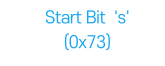 Start Bit 's'
(0x73)